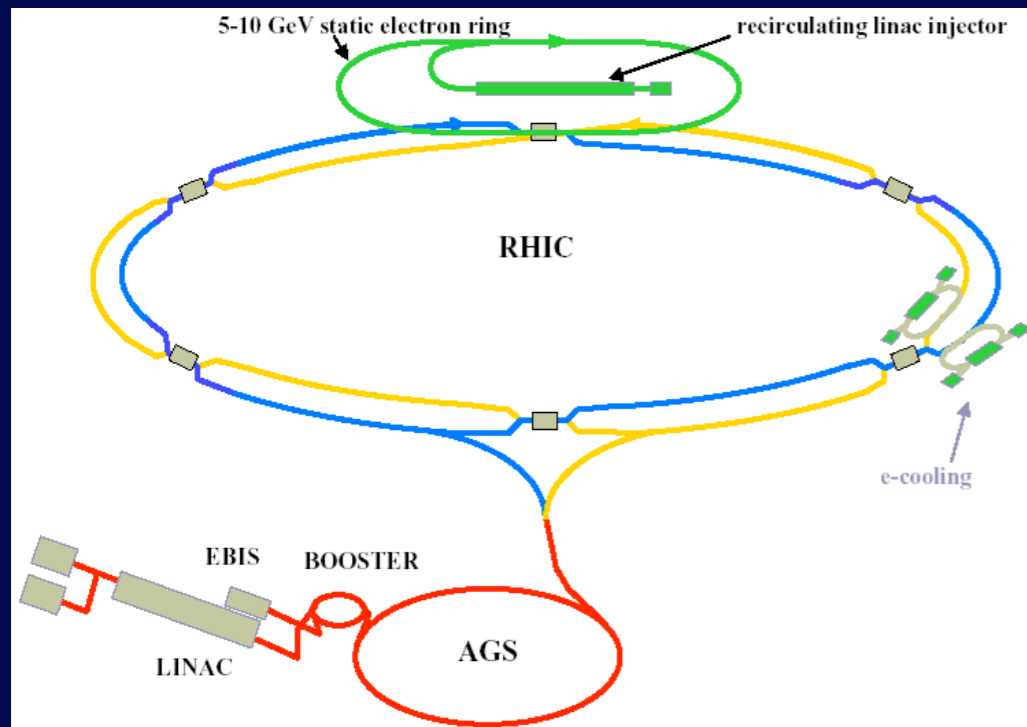 5-10 GeV static electron ring
recirculating linac injector
RHIC
e-cooling
EBIS
BOOSTER
LINAC
AGS